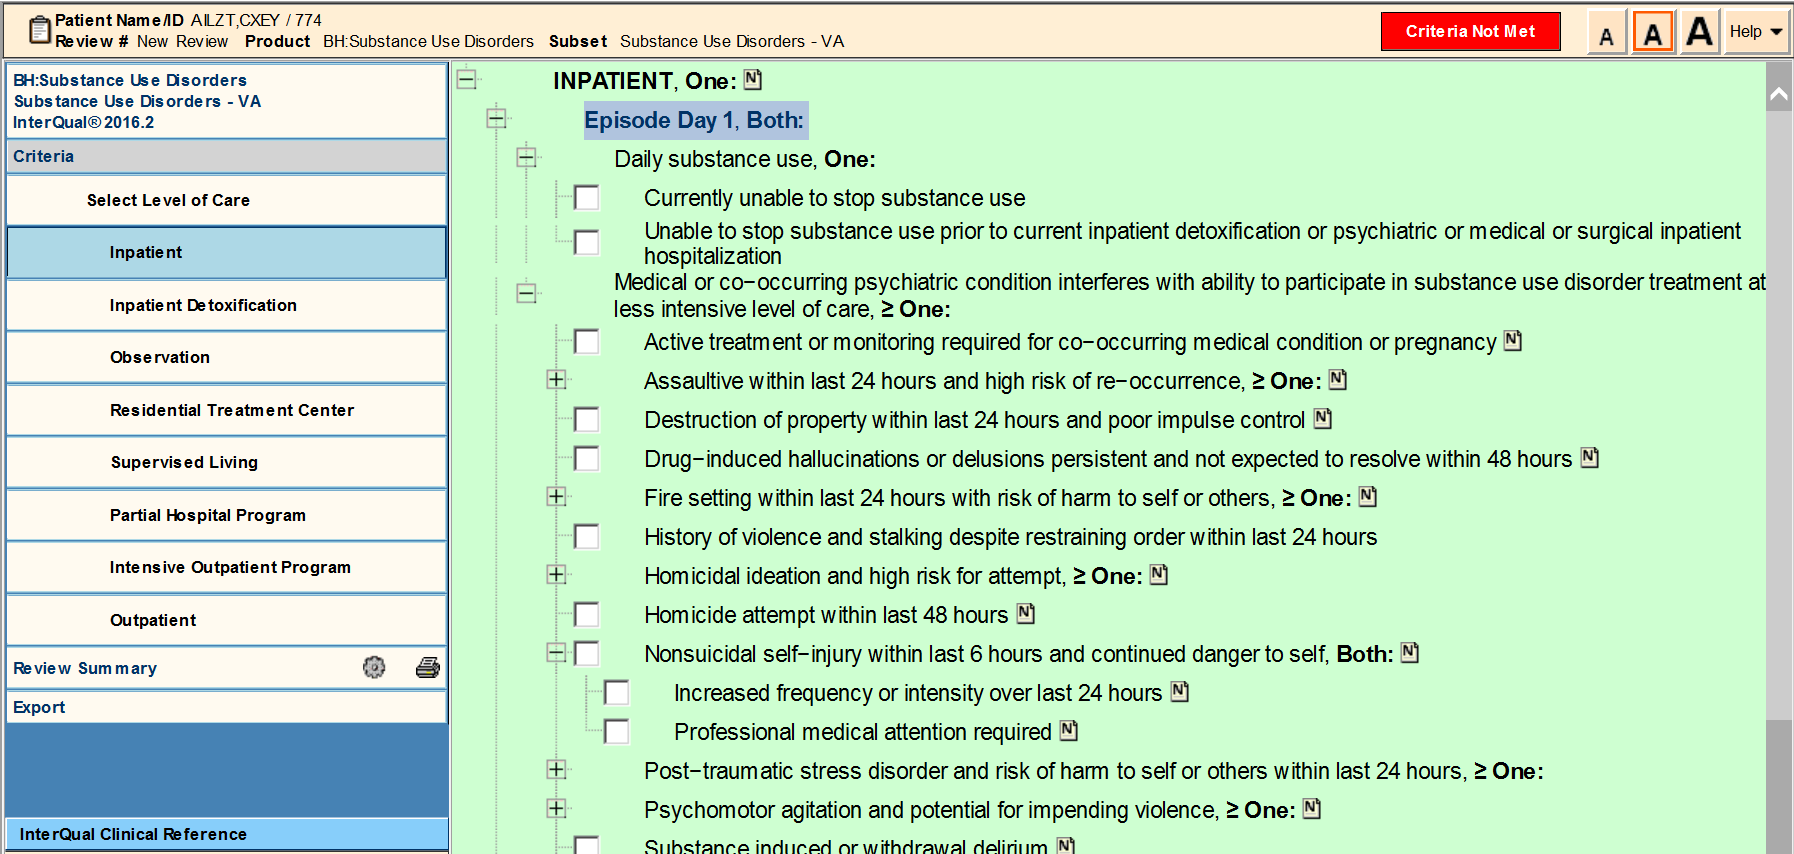 Patient Name/ID AILZT,CXEY / 774
Review # New Review Product BH:Substance Use Disorders Subset Substance Use Disorders - VA
Criteria Not Met
A A A Help
BH:Substance Use Disorders
Substance Use Disorders - VA
InterQual® 2016.2
Criteria
Select Level of Care
Inpatient
Inpatient Detoxification
Observation
Residential Treatment Center
Supervised Living
Partial Hospital Program
Intensive Outpatient Program
Outpatient
Review Summary
Export
InterQual Clinical Reference
INPATIENT, One: N
Episode Day 1, Both:
Daily substance use, One:
Currently unable to stop substance use
Unable to stop substance use prior to current inpatient detoxification or psychiatric or medical or surgical inpatient
hospitalization
Medical or co-occurring psychiatric condition interferes with ability to participate in substance use disorder treatment at
less intensive level of care, ≥ One:
Active treatment or monitoring required for co-occurring medical condition or pregnancy N
Assaultive within last 24 hours and high risk of re-occurrence, ≥ One: N
Destruction of property within last 24 hours and poor impulse control N
Drug-induced hallucinations or delusions persistent and not expected to resolve within 48 hours N
Fire setting within last 24 hours with risk of harm to self or others, ≥ One: N
History of violence and stalking despite restraining order within last 24 hours
Homicidal ideation and high risk for attempt, ≥ One: N
Homicide attempt within last 48 hours N
Nonsuicidal self-injury within last 6 hours and continued danger to self, Both: N
Increased frequency or intensity over last 24 hours N
Professional medical attention required N
Post-traumatic stress disorder and risk of harm to self or others within last 24 hours, ≥ One:
Psychomotor agitation and potential for impending violence, ≥ One: N
Substance induced or withdrawal delirium N